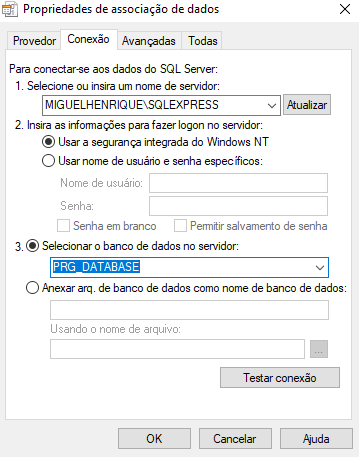 Propriedades de associação de dados
Provedor Conexão Avançadas Todas
Para conectar-se aos dados do SQL Server:
1. Selecione ou insira um nome de servidor:
MIGUELHENRIQUE\SQLEXPRESS Atualizar
2. Insira as informações para fazer logon no servidor:
Usar a segurança integrada do Windows NT
Usar nome de usuário e senha específicos:
Nome de usuário:
Senha:
Senha em branco Permitir salvamento de senha
3. Selecionar o banco de dados no servidor:
PRG_DATABASE
Anexar arq. de banco de dados como nome de banco de dados:
Usando o nome de arquivo:
...
Testar conexão
OK Cancelar Ajuda